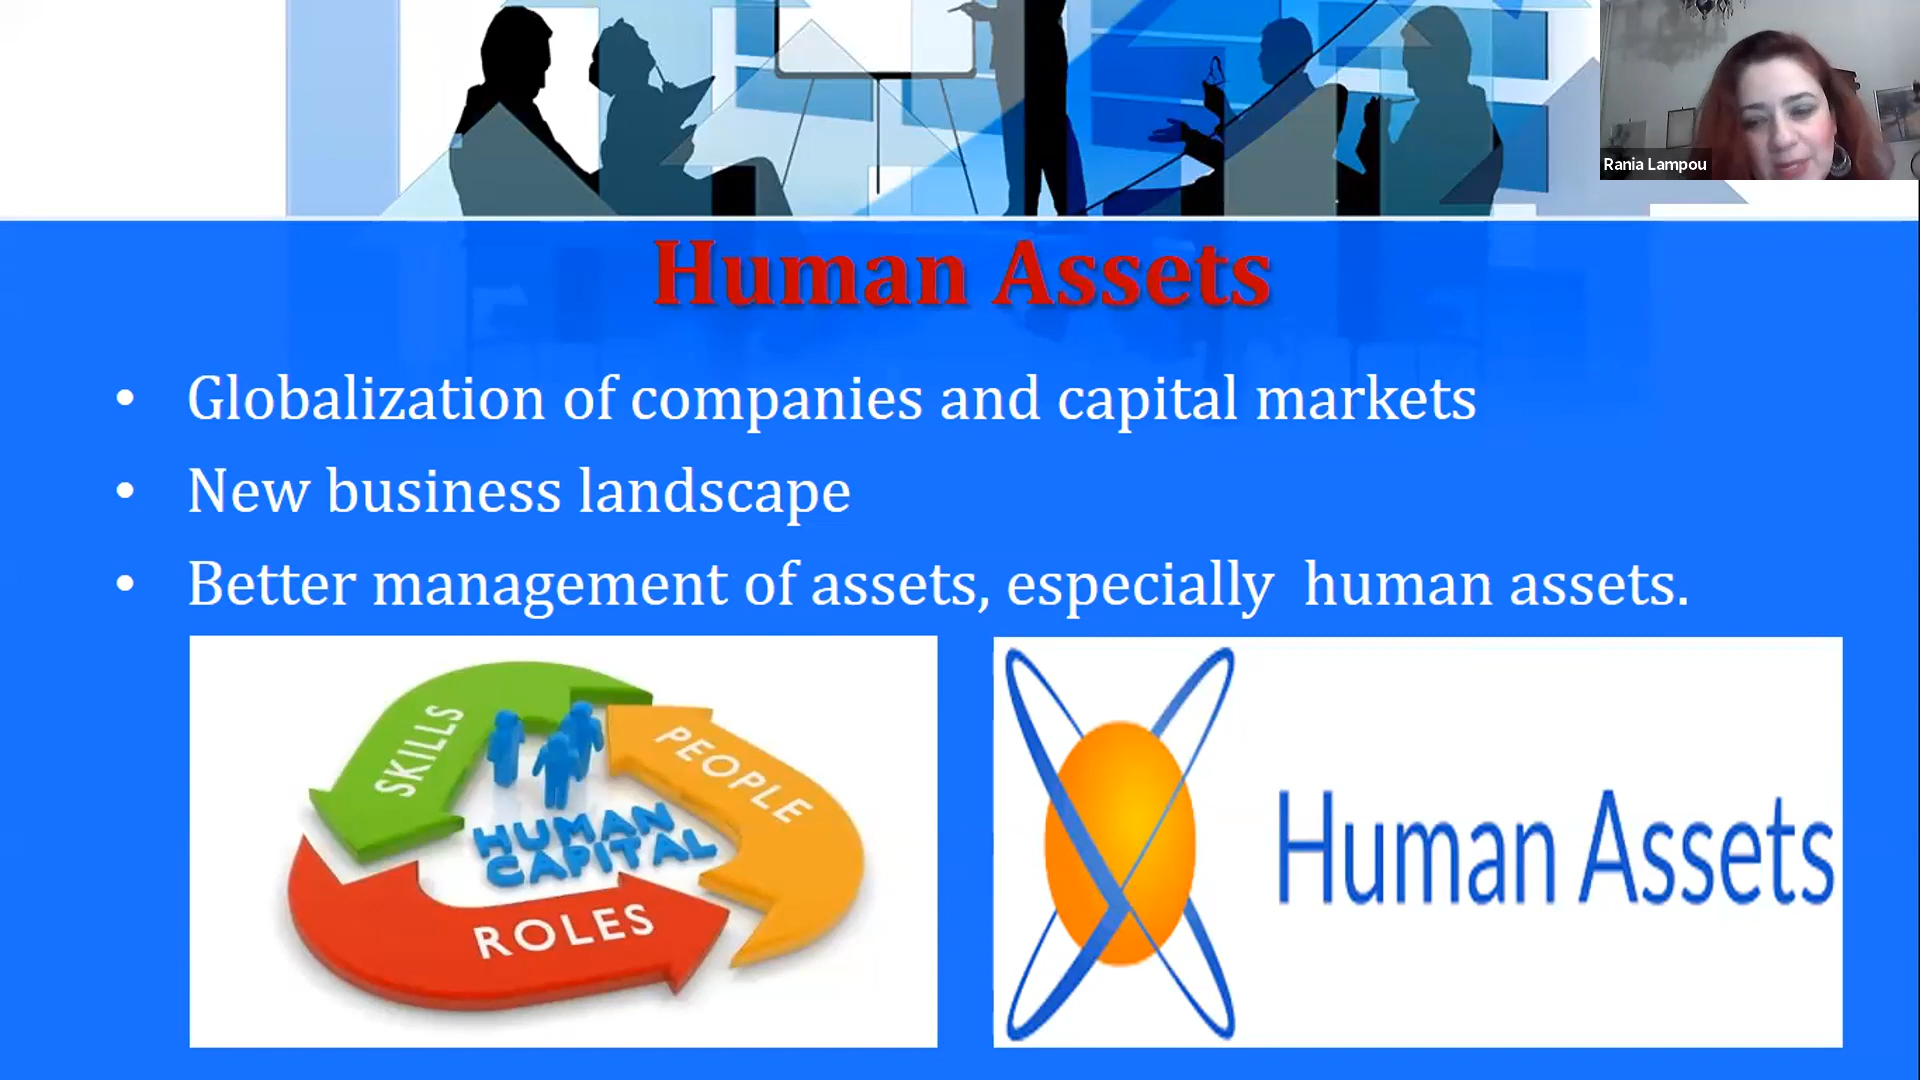 Rania Lampou
Human Assets
• Globalization of companies and capital markets
• New business landscape
• Better management of assets, especially  human assets.
SKILLS
PEOPLE
HUMAN
CAPITAL
ROLES
Human Assets